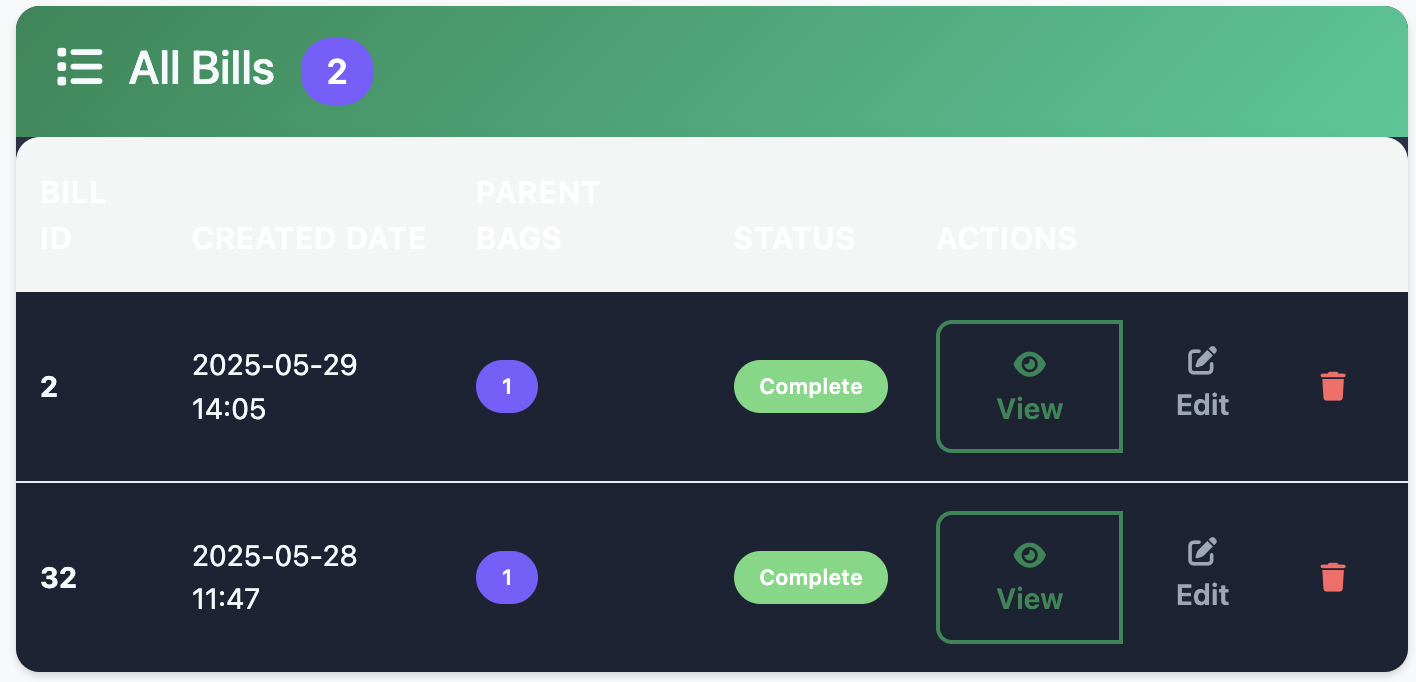 All Bills 2
BILL ID CREATED DATE PARENT BAGS STATUS ACTIONS
2 2025-05-29 14:05 1 Complete View Edit
32 2025-05-28 11:47 1 Complete View Edit